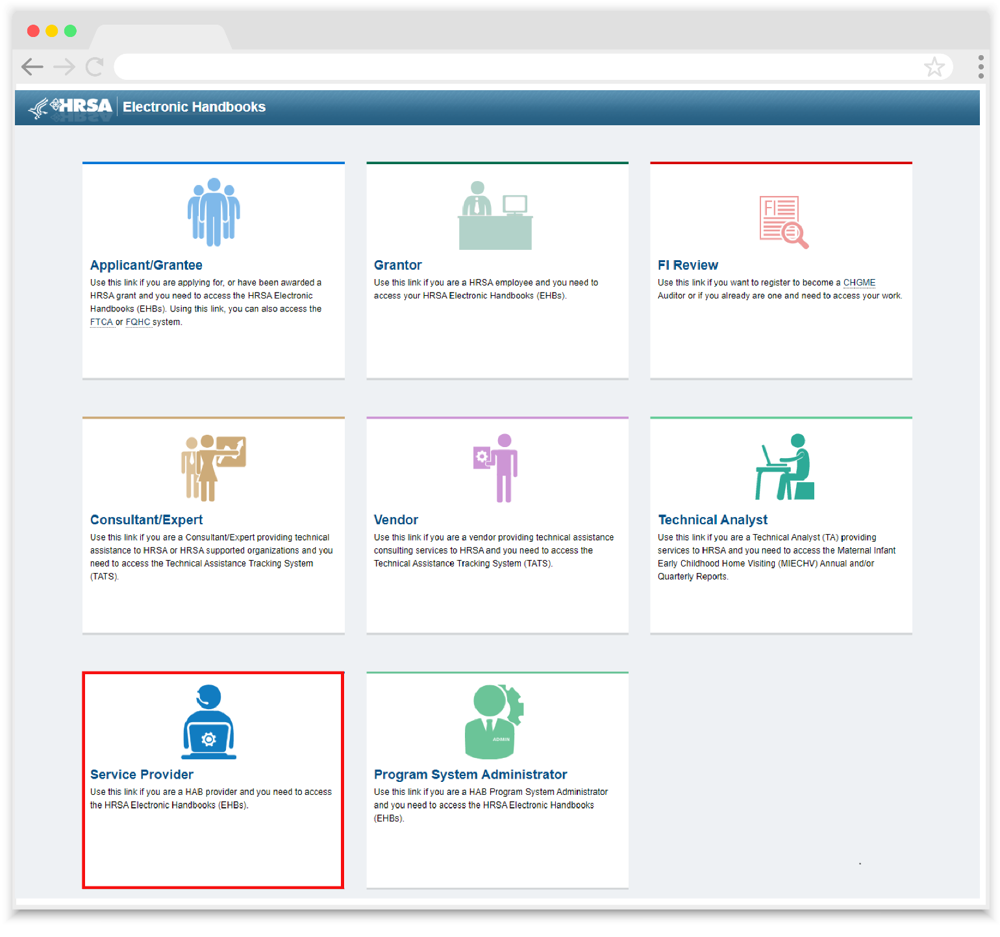 HRSA Electronic Handbooks
FI
Applicant/Grantee
Use this link if you are applying for, or have been awarded a
HRSA grant and you need to access the HRSA Electronic
Handbooks (EHBs). Using this link, you can also access the
FTCA or FQHC system.
Grantor
Use this link if you are a HRSA employee and you need to
access your HRSA Electronic Handbooks (EHBs).
FI Review
Use this link if you want to register to become a CHGME
Auditor or if you already are one and need to access your work.
Consultant/Expert
Use this link if you are a Consultant/Expert providing technical
assistance to HRSA or HRSA supported organizations and you
need to access the Technical Assistance Tracking System
(TATS).
Vendor
Use this link if you are a vendor providing technical assistance
consulting services to HRSA and you need to access the
Technical Assistance Tracking System (TATS).
Technical Analyst
Use this link if you are a Technical Analyst (TA) providing
services to HRSA and you need to access the Maternal Infant
Early Childhood Home Visiting (MIECHV) Annual and/or
Quarterly Reports.
Service Provider
Use this link if you are a HAB provider and you need to access
the HRSA Electronic Handbooks (EHBs).
ADMIN
Program System Administrator
Use this link if you are a HAB Program System Administrator
and you need to access the HRSA Electronic Handbooks
(EHBs).